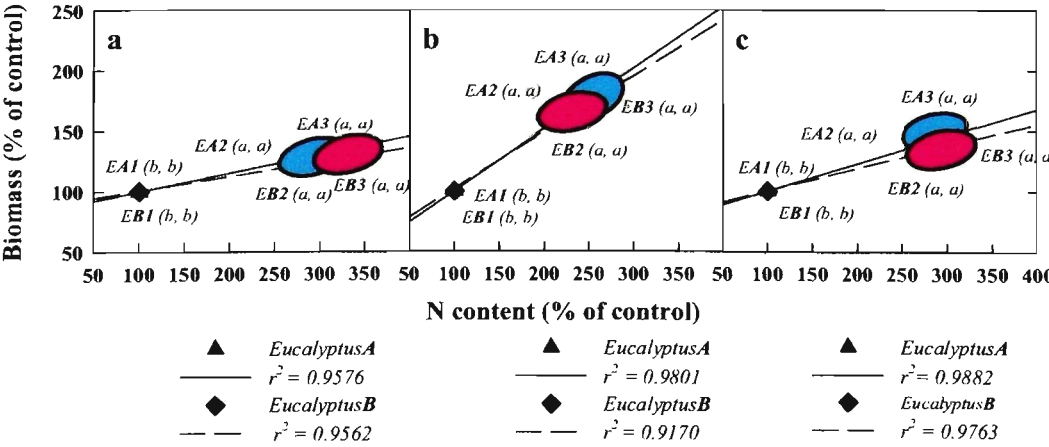 Biomass (% of control)
250
200
150
100
50
a
EA3 (a, a)
EA2 (a, a)
EA1 (b, b)
EB1 (b, b)
EB2 (a, a)
EB3 (a, a)
b
EA3 (a, a)
EA2 (a, a)
EB3 (a, a)
EB2 (a, a)
EA1 (b, b)
EB1 (b, b)
c
EA3 (a, a)
EA2 (a, a)
EA1 (b, b)
EB3 (a, a
EB2 (a, a)
EB1 (b, b)
50 100 150 200 250 300 350 50 100 150 200 250 300 350 50 100 150 200 250 300 350 400
N content (% of control)
EucalyptusA
r² = 0.9576
EucalyptusB
r² = 0.9562
EucalyptusA
r² = 0.9801
EucalyptusB
r² = 0.9170
EucalyptusA
r² = 0.9882
EucalyptusB
r² = 0.9763